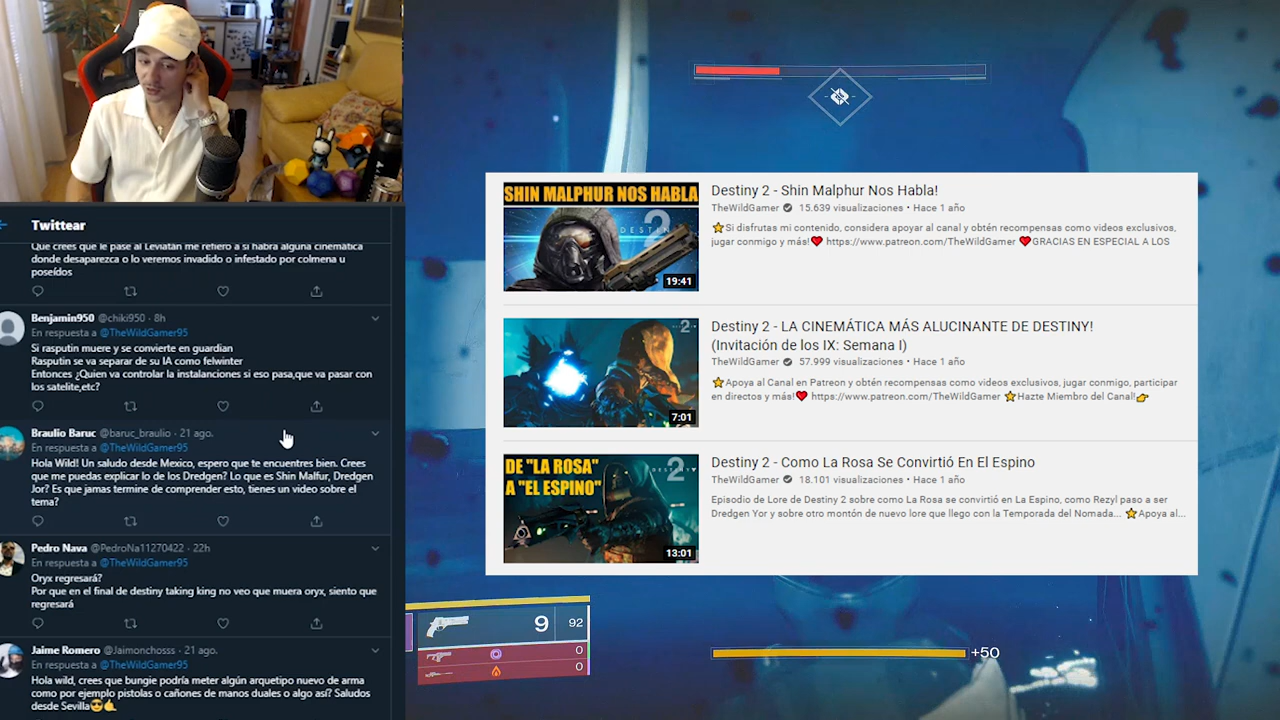 Twittear
Que crees que le pase al Leviatán me refiero a si habrá alguna cinemática
donde desaparezca o lo veremos invadido o infestado por colmena u
poseídos
Benjamin950 @chiki950 · 8h
En respuesta a @TheWildGamer95
Si rasputin muere y se convierte en guardian
Rasputin se va separar de su IA como felwinter
Entonces ¿Quien va controlar la instalanciones si eso pasa,que va pasar con
los satelite,etc?
Braulio Baruc @baruc_braulio · 21 ago.
En respuesta a @TheWildGamer95
Hola Wild! Un saludo desde Mexico, espero que te encuentres bien. Crees
que me puedas explicar lo de los Dredgen? Lo que es Shin Malfur, Dredgen
Jor? Es que jamas termine de comprender esto, tienes un video sobre el
tema?
Pedro Nava @PedroNa11270422 · 22h
En respuesta a @TheWildGamer95
Oryx regresará?
Por que en el final de destiny taking king no veo que muera oryx, siento que
regresará
Jaime Romero @Jaimonchosss · 21 ago.
En respuesta a @TheWildGamer95
Hola wild, crees que bungie podría meter algún arquetipo nuevo de arma
como por ejemplo pistolas o cañones de manos duales o algo así? Saludos
desde Sevilla😎🤙
SHIN MALPHUR NOS HABLA
2
DESTIN
19:41
Destiny 2 - Shin Malphur Nos Habla!
TheWildGamer 15.639 visualizaciones • Hace 1 año
⭐Si disfrutas mi contenido, considera apoyar al canal y obtén recompensas como videos exclusivos,
jugar conmigo y más!❤️ https://www.patreon.com/TheWildGamer ❤️GRACIAS EN ESPECIAL A LOS
2
7:01
Destiny 2 - LA CINEMÁTICA MÁS ALUCINANTE DE DESTINY!
(Invitación de los IX: Semana I)
TheWildGamer 57.999 visualizaciones • Hace 1 año
⭐Apoya al Canal en Patreon y obtén recompensas como videos exclusivos, jugar conmigo, participar
en directos y más!❤️ https://www.patreon.com/TheWildGamer ⭐Hazte Miembro del Canal!👉
DE "LA ROSA"
A "EL ESPINO"
2
13:01
Destiny 2 - Como La Rosa Se Convirtió En El Espino
TheWildGamer 18.101 visualizaciones • Hace 1 año
Episodio de Lore de Destiny 2 sobre como La Rosa se convirtió en La Espino, como Rezyl paso a ser
Dredgen Yor y sobre otro montón de nuevo lore que llego con la Temporada del Nomada... ⭐Apoya al...
9 92
0
0
+50